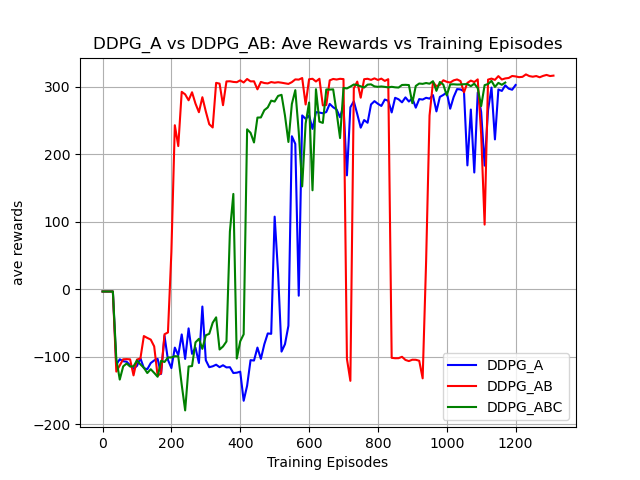 DDPG_A vs DDPG_AB: Ave Rewards vs Training Episodes
300
200
100
0
−100
−200
ave rewards
0 200 400 600 800 1000 1200
Training Episodes
DDPG_A
DDPG_AB
DDPG_ABC